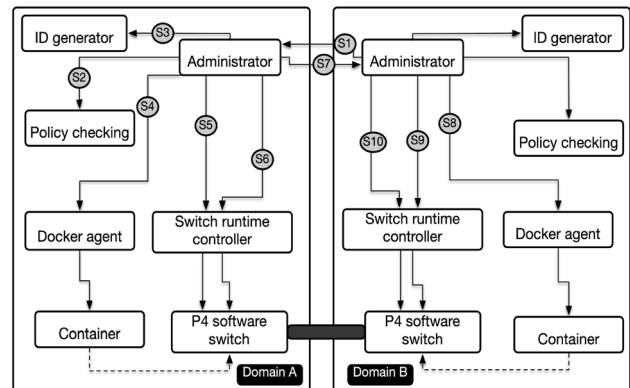 ID generator
S3
Administrator
S1
S7
Administrator
ID generator
S2
S4
S5
S6
Policy checking
S10
S9
S8
Policy checking
Docker agent
Switch runtime
controller
Switch runtime
controller
Docker agent
Container
P4 software
switch
P4 software
switch
Container
Domain A
Domain B